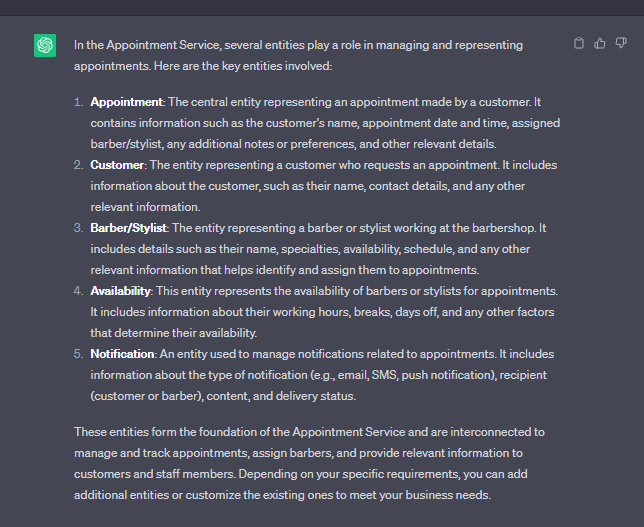 In the Appointment Service, several entities play a role in managing and representing
appointments. Here are the key entities involved:
1. Appointment: The central entity representing an appointment made by a customer. It
contains information such as the customer's name, appointment date and time, assigned
barber/stylist, any additional notes or preferences, and other relevant details.
2. Customer: The entity representing a customer who requests an appointment. It includes
information about the customer, such as their name, contact details, and any other
relevant information.
3. Barber/Stylist: The entity representing a barber or stylist working at the barbershop. It
includes details such as their name, specialties, availability, schedule, and any other
relevant information that helps identify and assign them to appointments.
4. Availability: This entity represents the availability of barbers or stylists for appointments.
It includes information about their working hours, breaks, days off, and any other factors
that determine their availability.
5. Notification: An entity used to manage notifications related to appointments. It includes
information about the type of notification (e.g., email, SMS, push notification), recipient
(customer or barber), content, and delivery status.
These entities form the foundation of the Appointment Service and are interconnected to
manage and track appointments, assign barbers, and provide relevant information to
customers and staff members. Depending on your specific requirements, you can add
additional entities or customize the existing ones to meet your business needs.